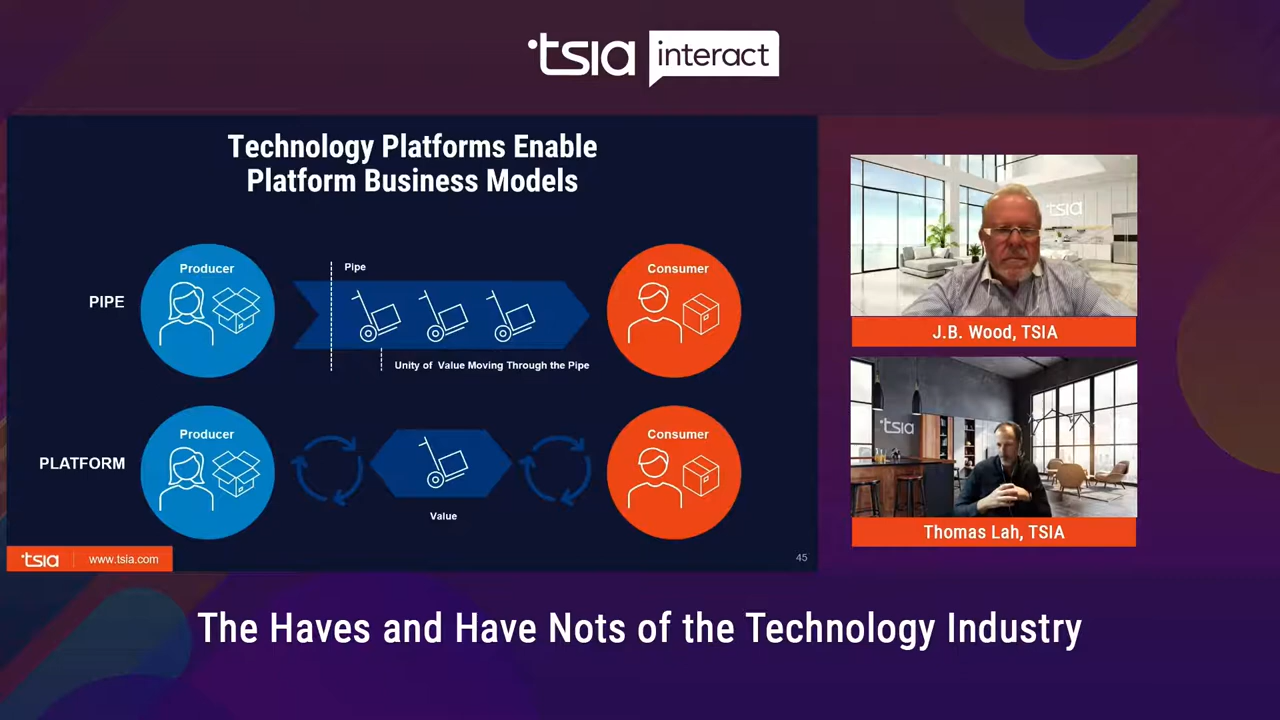 tsia interact
Technology Platforms Enable
Platform Business Models
PIPE
Producer
Pipe
Unity of Value Moving Through the Pipe
Consumer
PLATFORM
Producer
Value
Consumer
tsia www.tsia.com
45
tsia
J.B. Wood, TSIA
tsia
Thomas Lah, TSIA
The Haves and Have Nots of the Technology Industry